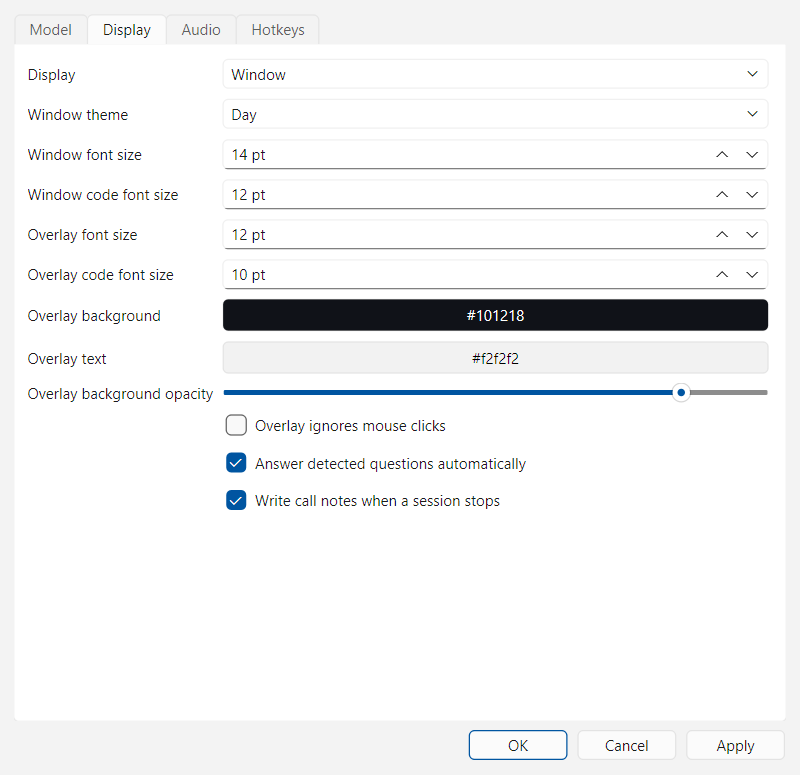 Model Display Audio Hotkeys
Display Window
Window theme Day
Window font size 14 pt
Window code font size 12 pt
Overlay font size 12 pt
Overlay code font size 10 pt
Overlay background #101218
Overlay text #f2f2f2
Overlay background opacity
Overlay ignores mouse clicks
Answer detected questions automatically
Write call notes when a session stops
OK Cancel Apply